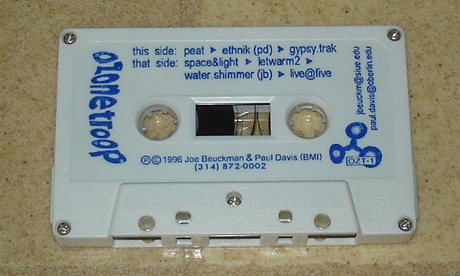 ozonetroop
this side: peat ► ethnik (pd) ► gypsy.trak
that side: space&light ► letwarm2 ►
water.shimmer (jb) ► live@five
jbeuckm@siue.edu
paul.davis@oberlin.edu
ÖZT-1
℗© 1996 Joe Beuckman & Paul Davis (BMI)
(314) 872-0002